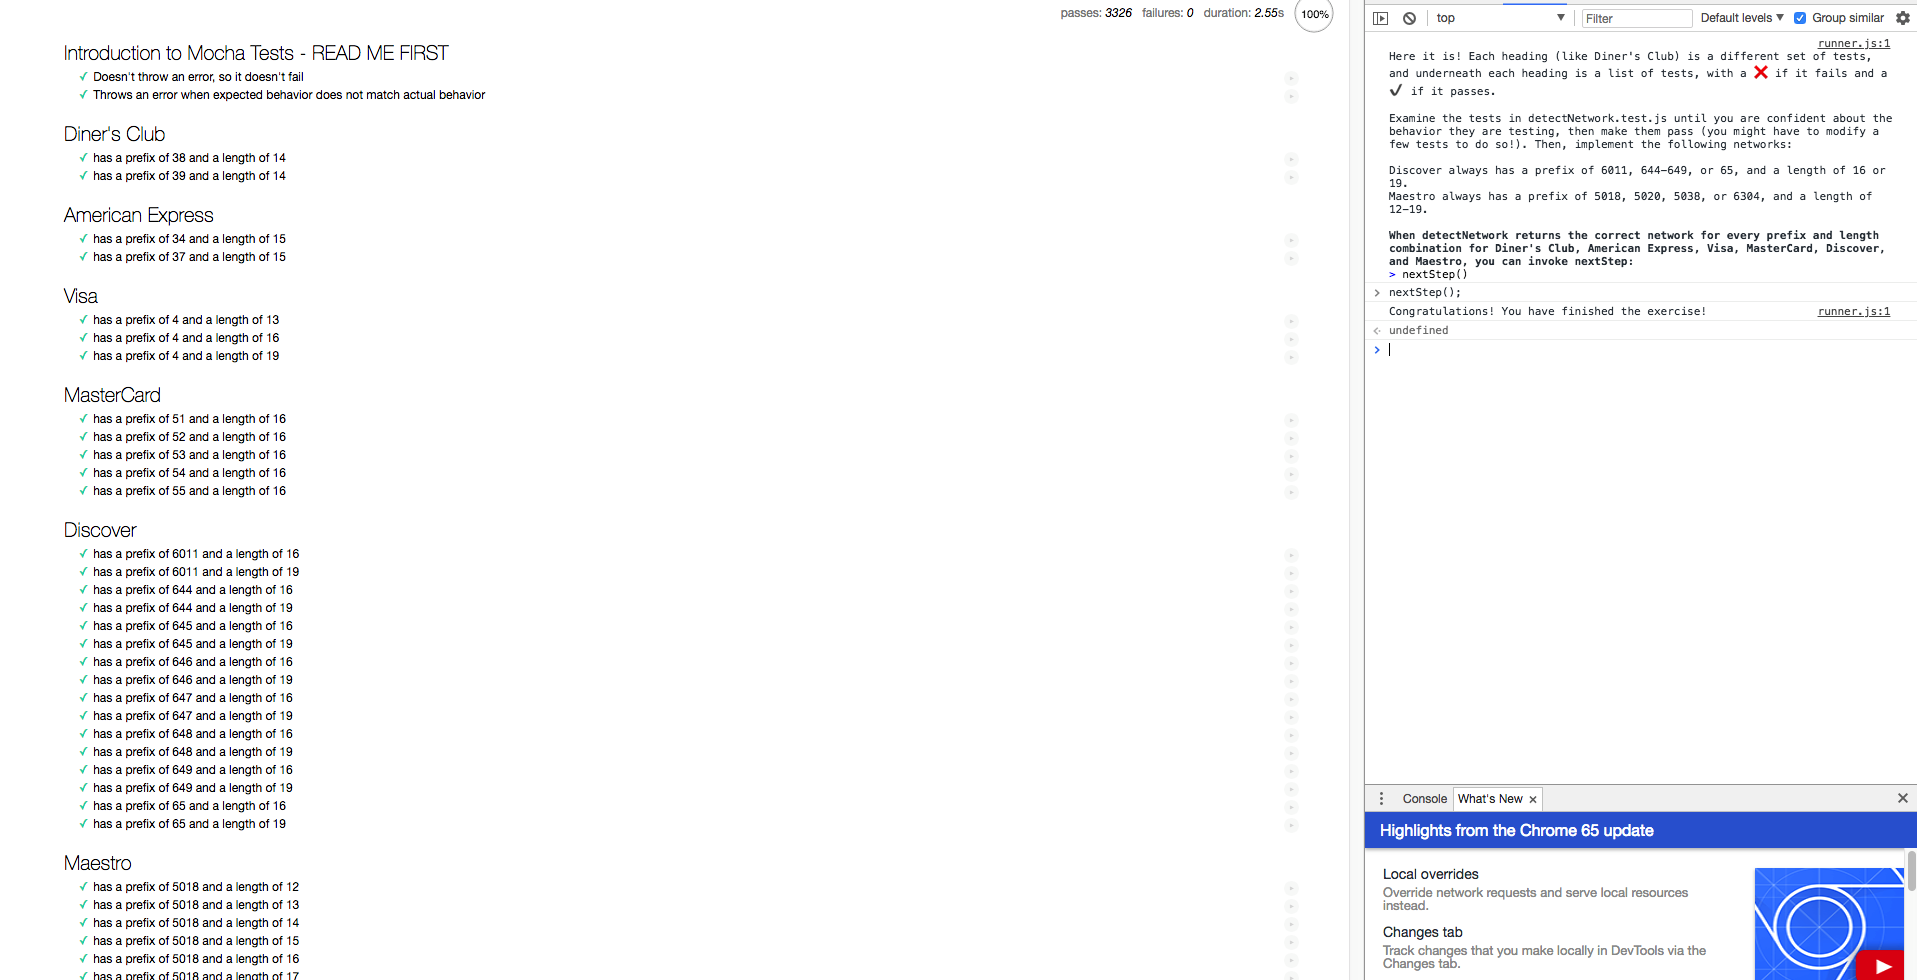 passes: 3326 failures: 0 duration: 2.55s 100%
Introduction to Mocha Tests - READ ME FIRST
✓ Doesn't throw an error, so it doesn't fail
✓ Throws an error when expected behavior does not match actual behavior
Diner's Club
✓ has a prefix of 38 and a length of 14
✓ has a prefix of 39 and a length of 14
American Express
✓ has a prefix of 34 and a length of 15
✓ has a prefix of 37 and a length of 15
Visa
✓ has a prefix of 4 and a length of 13
✓ has a prefix of 4 and a length of 16
✓ has a prefix of 4 and a length of 19
MasterCard
✓ has a prefix of 51 and a length of 16
✓ has a prefix of 52 and a length of 16
✓ has a prefix of 53 and a length of 16
✓ has a prefix of 54 and a length of 16
✓ has a prefix of 55 and a length of 16
Discover
✓ has a prefix of 6011 and a length of 16
✓ has a prefix of 6011 and a length of 19
✓ has a prefix of 644 and a length of 16
✓ has a prefix of 644 and a length of 19
✓ has a prefix of 645 and a length of 16
✓ has a prefix of 645 and a length of 19
✓ has a prefix of 646 and a length of 16
✓ has a prefix of 646 and a length of 19
✓ has a prefix of 647 and a length of 16
✓ has a prefix of 647 and a length of 19
✓ has a prefix of 648 and a length of 16
✓ has a prefix of 648 and a length of 19
✓ has a prefix of 649 and a length of 16
✓ has a prefix of 649 and a length of 19
✓ has a prefix of 65 and a length of 16
✓ has a prefix of 65 and a length of 19
Maestro
✓ has a prefix of 5018 and a length of 12
✓ has a prefix of 5018 and a length of 13
✓ has a prefix of 5018 and a length of 14
✓ has a prefix of 5018 and a length of 15
✓ has a prefix of 5018 and a length of 16
✓ has a prefix of 5018 and a length of 17
top Filter Default levels Group similar
runner.js:1
Here it is! Each heading (like Diner's Club) is a different set of tests,
and underneath each heading is a list of tests, with a ❌ if it fails and a
✔ if it passes.
Examine the tests in detectNetwork.test.js until you are confident about the
behavior they are testing, then make them pass (you might have to modify a
few tests to do so!). Then, implement the following networks:
Discover always has a prefix of 6011, 644-649, or 65, and a length of 16 or
19.
Maestro always has a prefix of 5018, 5020, 5038, or 6304, and a length of
12-19.
When detectNetwork returns the correct network for every prefix and length
combination for Diner's Club, American Express, Visa, MasterCard, Discover,
and Maestro, you can invoke nextStep:
> nextStep()
> nextStep();
Congratulations! You have finished the exercise! runner.js:1
undefined
>
Console What's New ×
Highlights from the Chrome 65 update
Local overrides
Override network requests and serve local resources
instead.
Changes tab
Track changes that you make locally in DevTools via the
Changes tab.